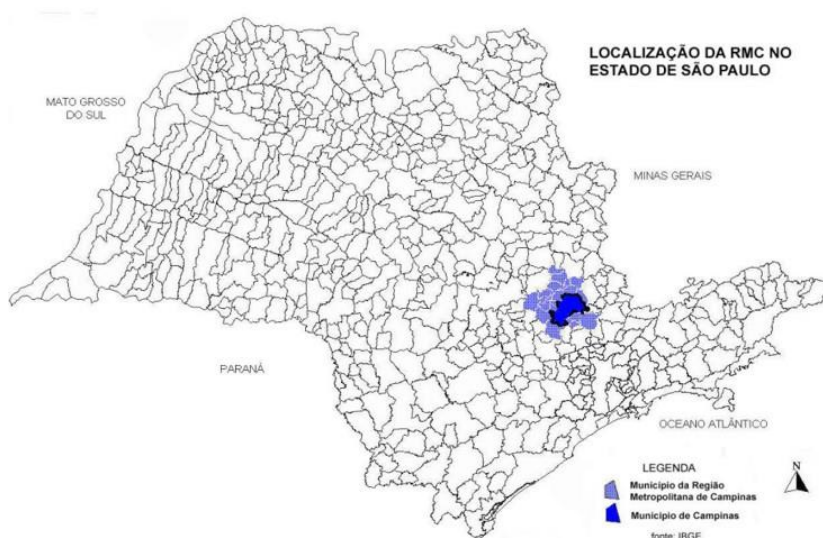 LOCALIZAÇÃO DA RMC NO
ESTADO DE SÃO PAULO
MATO GROSSO
DO SUL
MINAS GERAIS
PARANÁ
OCEANO ATLÂNTICO
LEGENDA
Município da Região
Metropolitana de Campinas
Município de Campinas
fonte: IBGE
N